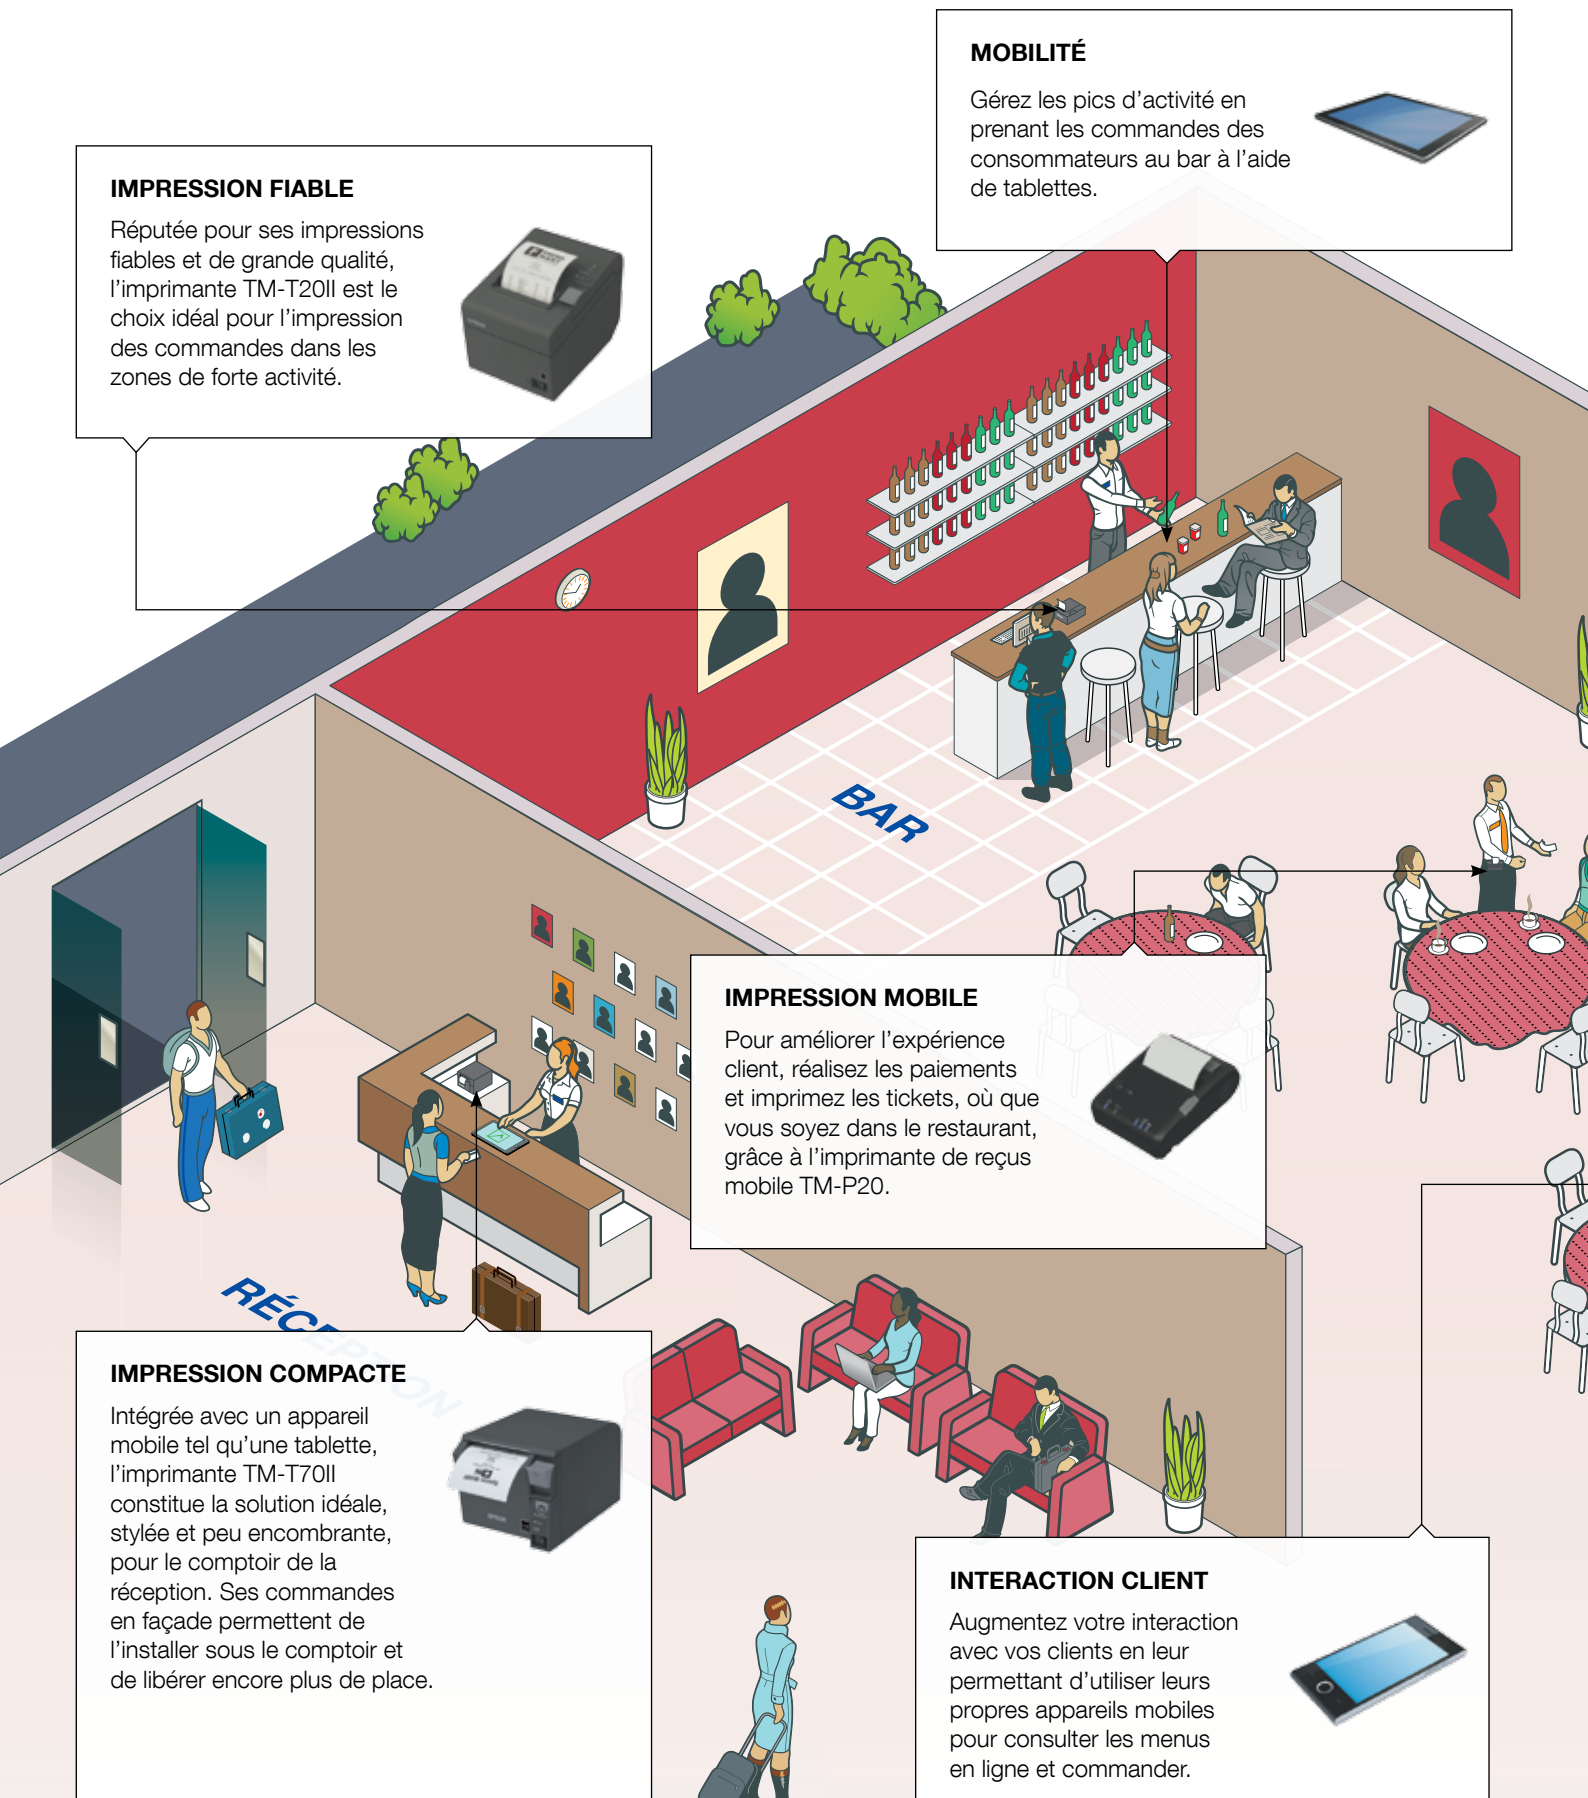 MOBILITÉ
Gérez les pics d’activité en
prenant les commandes des
consommateurs au bar à l’aide
de tablettes.
IMPRESSION FIABLE
Réputée pour ses impressions
fiables et de grande qualité,
l’imprimante TM-T20II est le
choix idéal pour l’impression
des commandes dans les
zones de forte activité.
BAR
IMPRESSION MOBILE
Pour améliorer l’expérience
client, réalisez les paiements
et imprimez les tickets, où que
vous soyez dans le restaurant,
grâce à l’imprimante de reçus
mobile TM-P20.
RÉCEPTION
IMPRESSION COMPACTE
Intégrée avec un appareil
mobile tel qu’une tablette,
l’imprimante TM-T70II
constitue la solution idéale,
stylée et peu encombrante,
pour le comptoir de la
réception. Ses commandes
en façade permettent de
l’installer sous le comptoir et
de libérer encore plus de place.
INTERACTION CLIENT
Augmentez votre interaction
avec vos clients en leur
permettant d’utiliser leurs
propres appareils mobiles
pour consulter les menus
en ligne et commander.